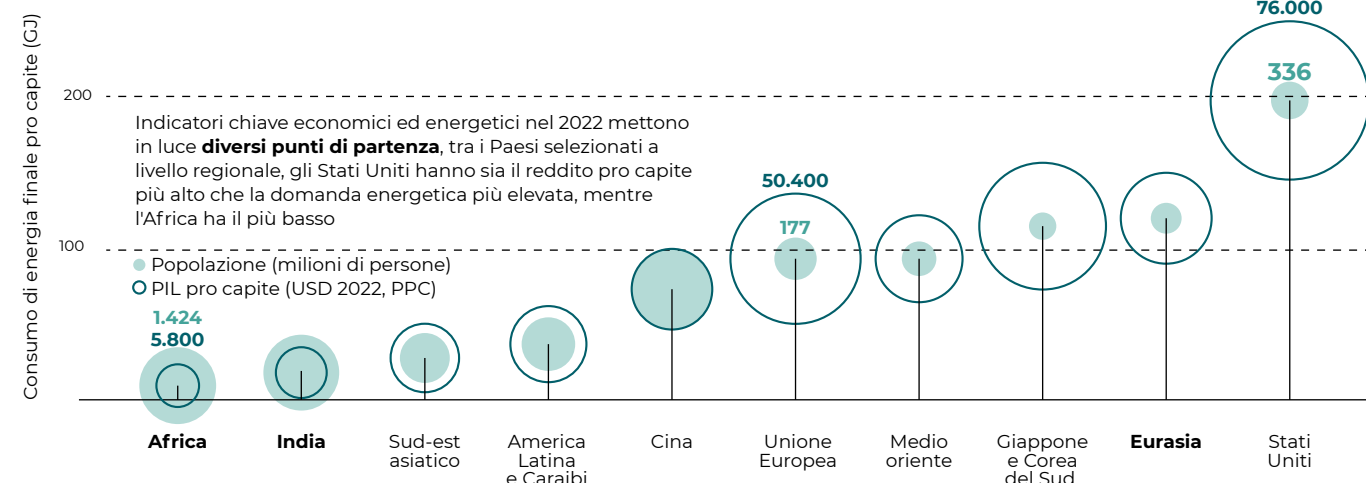 Consumo di energia finale pro capite (GJ)
76.000
336
200
Indicatori chiave economici ed energetici nel 2022 mettono
in luce diversi punti di partenza, tra i Paesi selezionati a
livello regionale, gli Stati Uniti hanno sia il reddito pro capite
più alto che la domanda energetica più elevata, mentre
l'Africa ha il più basso
50.400
177
100
Popolazione (milioni di persone)
PIL pro capite (USD 2022, PPC)
1.424
5.800
Africa
India
Sud-est
asiatico
America
Latina
e Caraibi
Cina
Unione
Europea
Medio
oriente
Giappone
e Corea
del Sud
Eurasia
Stati
Uniti